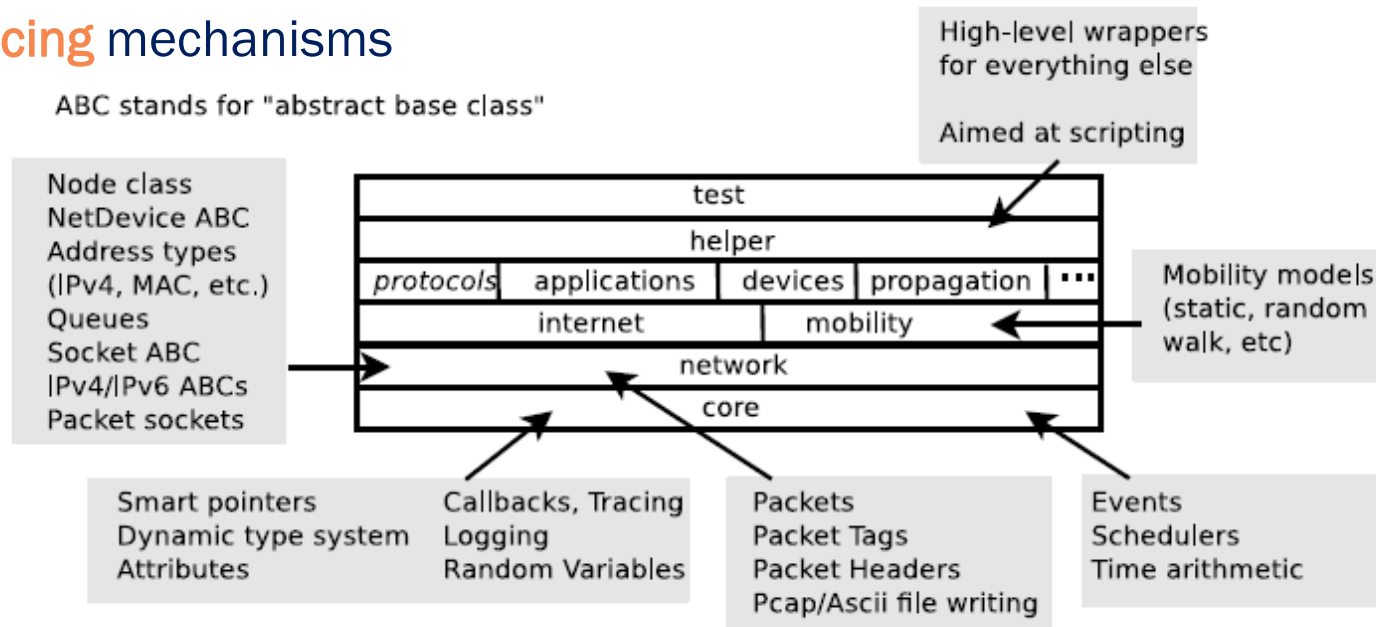 cing mechanisms
ABC stands for "abstract base class"
High-level wrappers
for everything else
Aimed at scripting
Node class
NetDevice ABC
Address types
(IPv4, MAC, etc.)
Queues
Socket ABC
IPv4/IPv6 ABCs
Packet sockets
test
helper
protocols applications devices propagation ...
internet mobility
network
core
Mobility models
(static, random
walk, etc)
Smart pointers
Dynamic type system
Attributes
Callbacks, Tracing
Logging
Random Variables
Packets
Packet Tags
Packet Headers
Pcap/Ascii file writing
Events
Schedulers
Time arithmetic